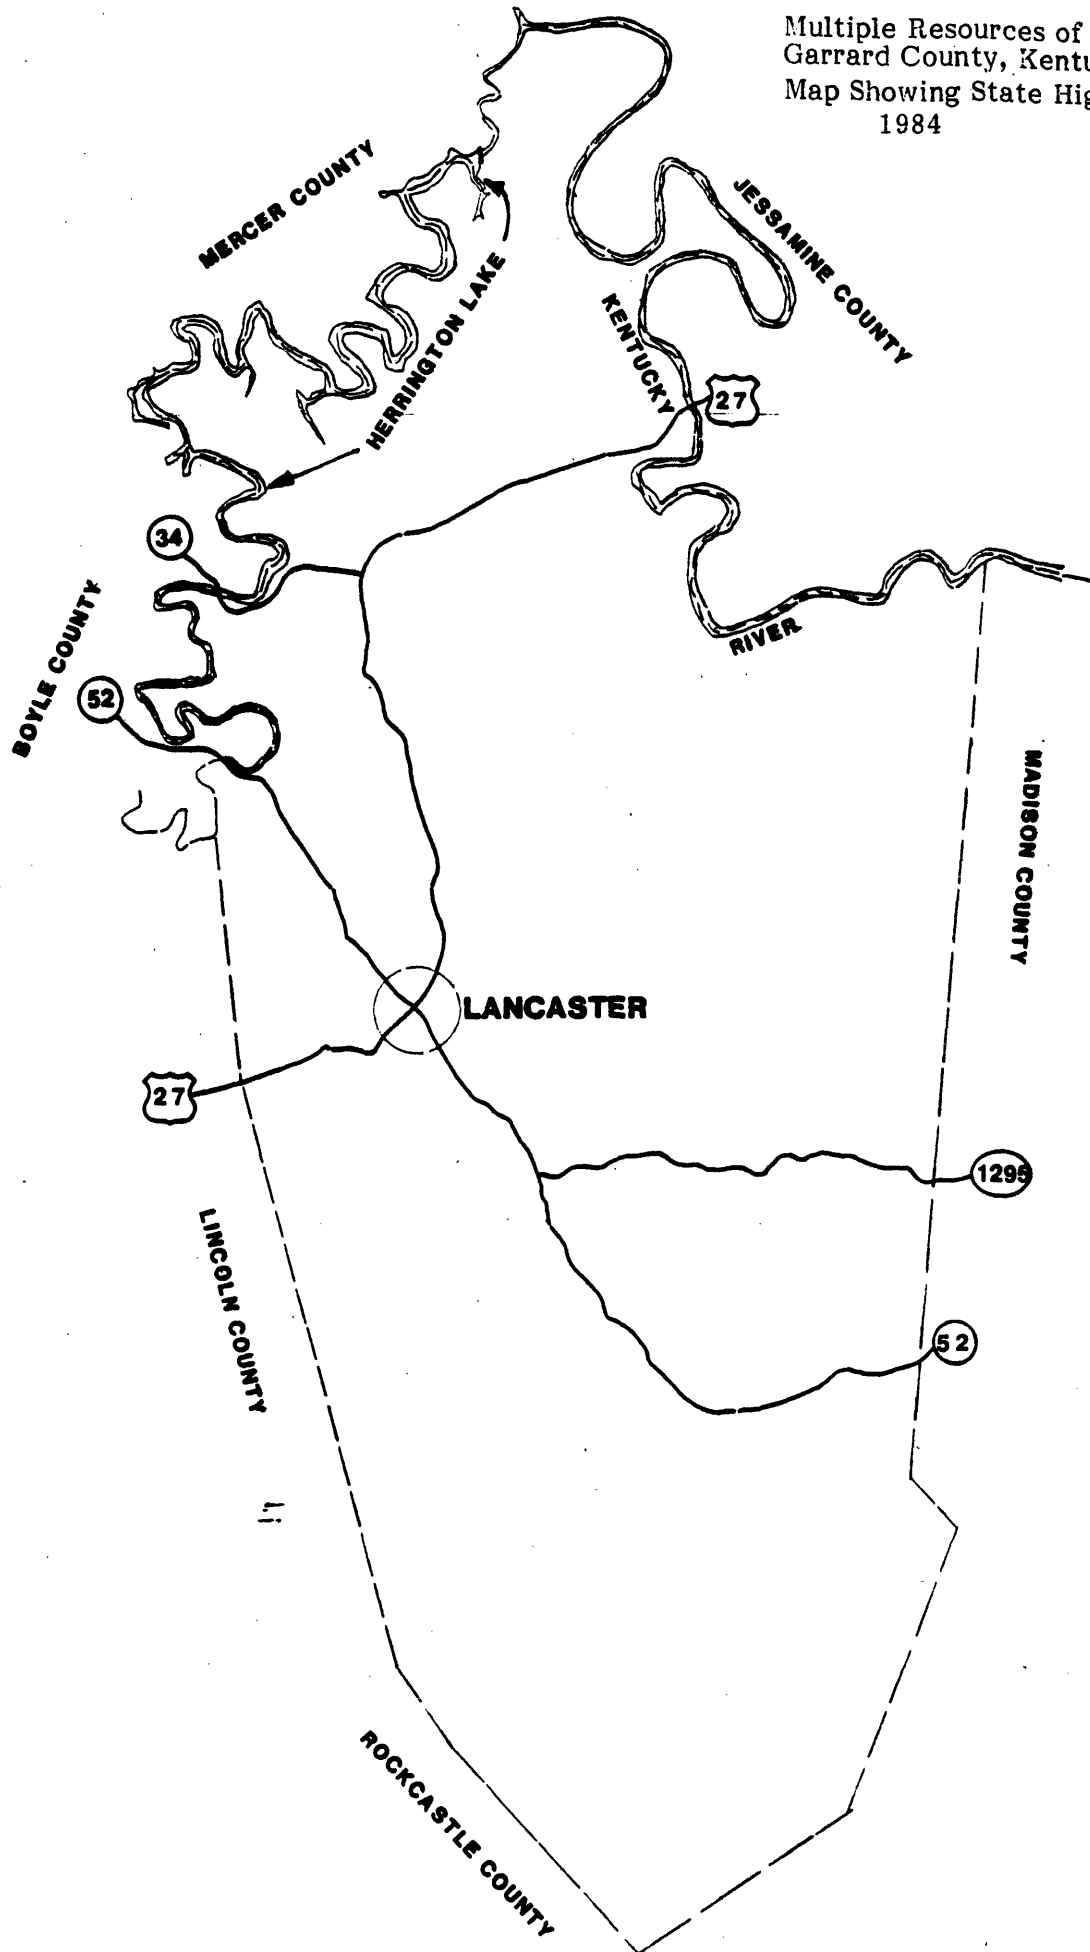 Multiple Resources of
Garrard County, Kentu
Map Showing State Hig
1984
MERCER COUNTY
JESSAMINE COUNTY
HERRINGTON LAKE
KENTUCKY
27
34
BOYLE COUNTY
RIVER
52
MADISON COUNTY
LANCASTER
27
1295
LINCOLN COUNTY
52
ROCKCASTLE COUNTY